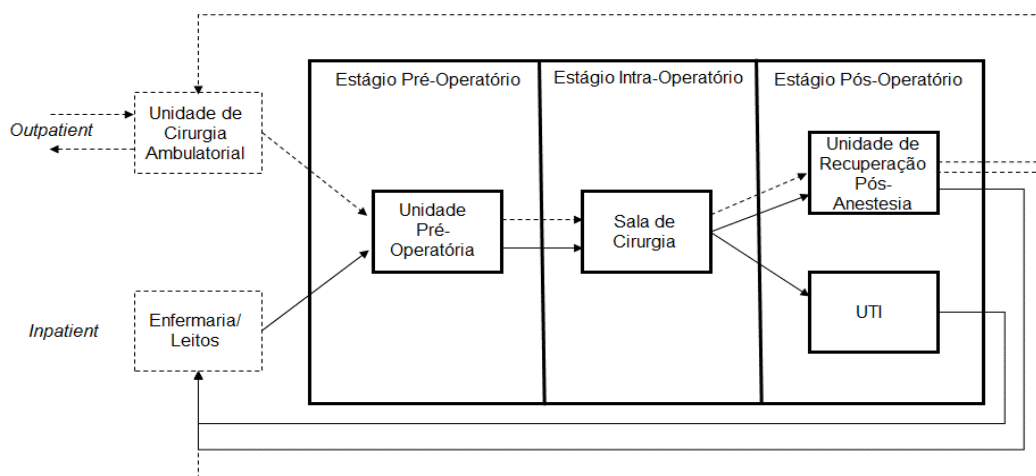 Estágio Pré-Operatório
Estágio Intra-Operatório
Estágio Pós-Operatório
Outpatient
Unidade de
Cirurgia
Ambulatorial
Unidade
Pré-
Operatória
Sala de
Cirurgia
Unidade de
Recuperação
Pós-
Anestesia
Inpatient
Enfermaria/
Leitos
UTI